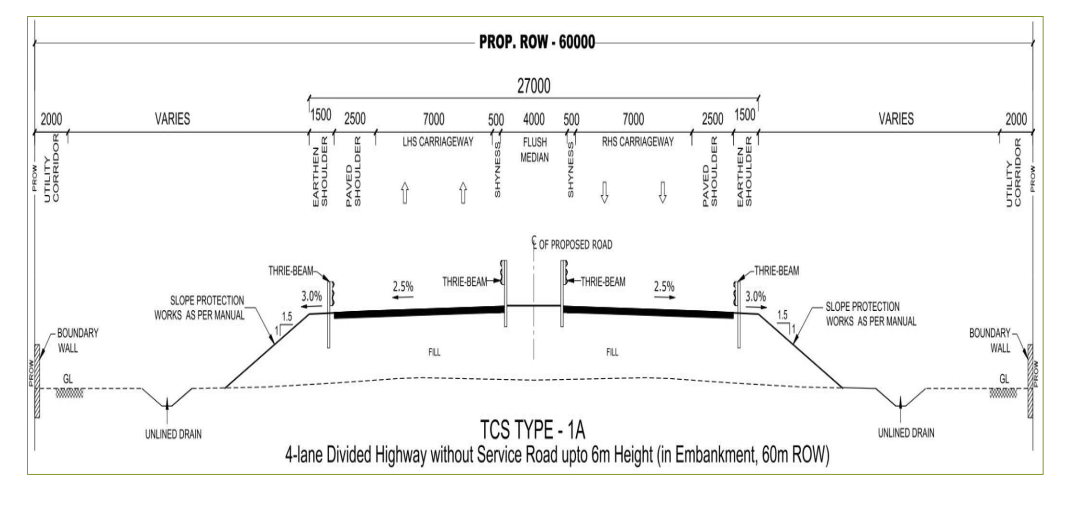 PROP. ROW - 60000
27000
2000
VARIES
1500
2500
7000
500
4000
500
7000
2500
1500
VARIES
2000
PROW
UTILITY
CORRIDOR
EARTHEN
SHOULDER
PAVED
SHOULDER
LHS CARRIAGEWAY
SHYNESS
FLUSH
MEDIAN
SHYNESS
RHS CARRIAGEWAY
PAVED
SHOULDER
EARTHEN
SHOULDER
UTILITY
CORRIDOR
PROW
℄ OF PROPOSED ROAD
THRIE-BEAM
THRIE-BEAM
THRIE-BEAM
THRIE-BEAM
3.0%
2.5%
2.5%
3.0%
SLOPE PROTECTION
WORKS AS PER MANUAL
1.5
1
1.5
1
SLOPE PROTECTION
WORKS AS PER MANUAL
BOUNDARY
WALL
BOUNDARY
WALL
FILL
FILL
PROW
GL
GL
PROW
UNLINED DRAIN
UNLINED DRAIN
TCS TYPE - 1A
4-lane Divided Highway without Service Road upto 6m Height (in Embankment, 60m ROW)